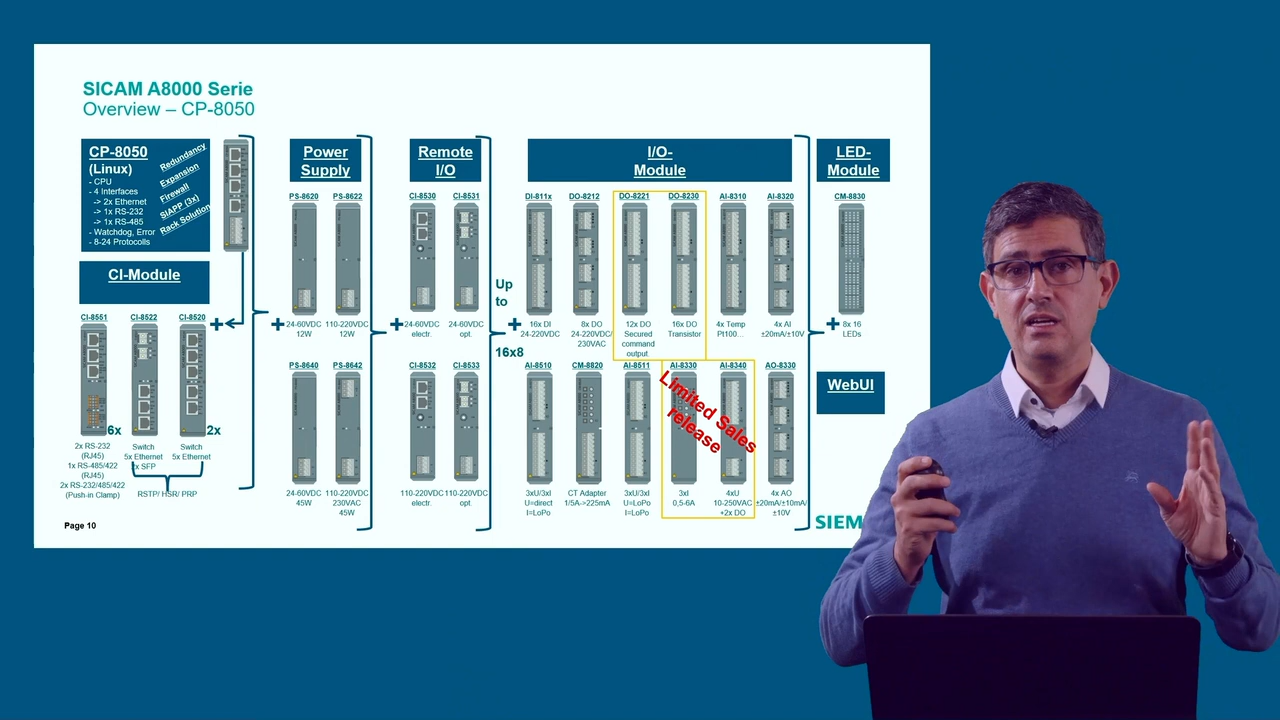 SICAM A8000 Serie
Overview – CP-8050
CP-8050
(Linux)
- CPU
- 4 Interfaces
-> 2x Ethernet
-> 1x RS-232
-> 1x RS-485
- Watchdog, Error
- 8-24 Protocolls
Redundancy
Expansion
Firewall
SIAPP (3x)
Rack Solution
CI-Module
CI-8551
CI-8522
CI-8520
6x
2x
2x RS-232
(RJ45)
1x RS-485/422
(RJ45)
2x RS-232/485/422
(Push-in Clamp)
Switch
5x Ethernet
1x SFP
Switch
5x Ethernet
RSTP/ HSR/ PRP
+
+
Power
Supply
PS-8620
PS-8622
24-60VDC
12W
110-220VDC
12W
PS-8640
PS-8642
24-60VDC
45W
110-220VDC
230VAC
45W
+
Remote
I/O
CI-8530
CI-8531
24-60VDC
electr.
24-60VDC
opt.
CI-8532
CI-8533
110-220VDC
electr.
110-220VDC
opt.
Up
to
16x8
+
I/O-
Module
DI-811x
DO-8212
DO-8221
DO-8230
AI-8310
AI-8320
16x DI
24-220VDC
8x DO
24-220VDC/
230VAC
12x DO
Secured
command
output
16x DO
Transistor
4x Temp
Pt100...
4x AI
±20mA/±10V
AI-8510
CM-8820
AI-8511
AI-8330
AI-8340
AO-8330
Limited Sales
release
3xU/3xI
U=direct
I=LoPo
CT Adapter
1/5A->225mA
3xU/3xI
U=LoPo
I=LoPo
3xI
0,5-6A
4xU
10-250VAC
+2x DO
4x AO
±20mA/±10mA/
±10V
+
LED-
Module
CM-8830
8x 16
LEDs
WebUI
Page 10
SIEM